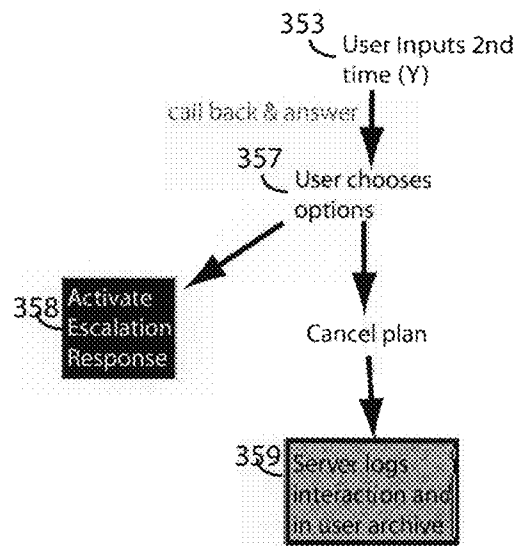 353
User Inputs 2nd
time (Y)
call back & answer
357
User chooses
options
358
Activate
Escalation
Response
Cancel plan
359
Server logs
interaction and
in user archive